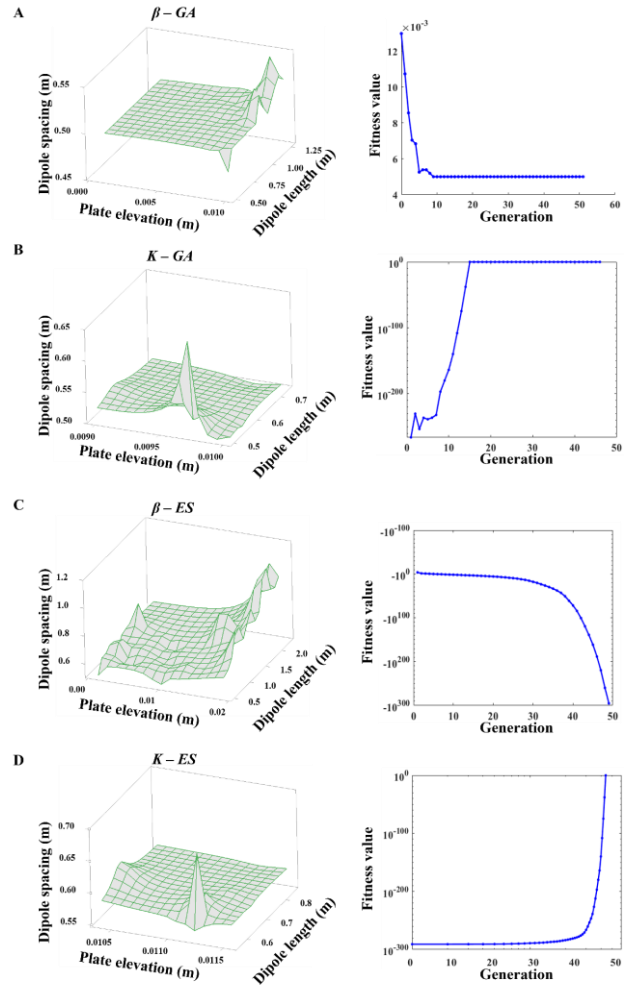 A
β – GA
Dipole spacing (m)
0.55
0.50
0.45
0.000
0.005
0.010
Plate elevation (m)
0.50
0.75
1.00
1.25
Dipole length (m)
×10⁻³
Fitness value
12
10
8
6
4
0 10 20 30 40 50 60
Generation
B
K – GA
Dipole spacing (m)
0.65
0.60
0.55
0.50
0.0090
0.0095
0.0100
Plate elevation (m)
0.5
0.6
0.7
Dipole length (m)
Fitness value
10⁰
10⁻¹⁰⁰
10⁻²⁰⁰
0 10 20 30 40 50
Generation
C
β – ES
Dipole spacing (m)
1.2
1.0
0.8
0.6
0.00
0.01
0.02
Plate elevation (m)
0.5
1.0
1.5
2.0
Dipole length (m)
Fitness value
-10⁻¹⁰⁰
-10⁰
-10¹⁰⁰
-10²⁰⁰
-10³⁰⁰
0 10 20 30 40 50
Generation
D
K – ES
Dipole spacing (m)
0.70
0.65
0.60
0.55
0.0105
0.0110
0.0115
Plate elevation (m)
0.6
0.7
0.8
Dipole length (m)
Fitness value
10⁰
10⁻¹⁰⁰
10⁻²⁰⁰
10⁻³⁰⁰
0 10 20 30 40 50
Generation